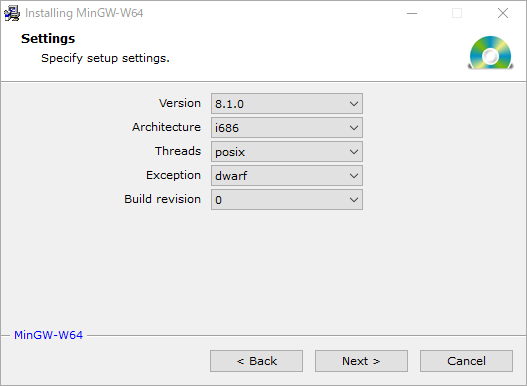 Installing MinGW-W64
Settings
Specify setup settings.
Version 8.1.0
Architecture i686
Threads posix
Exception dwarf
Build revision 0
MinGW-W64
< Back Next > Cancel